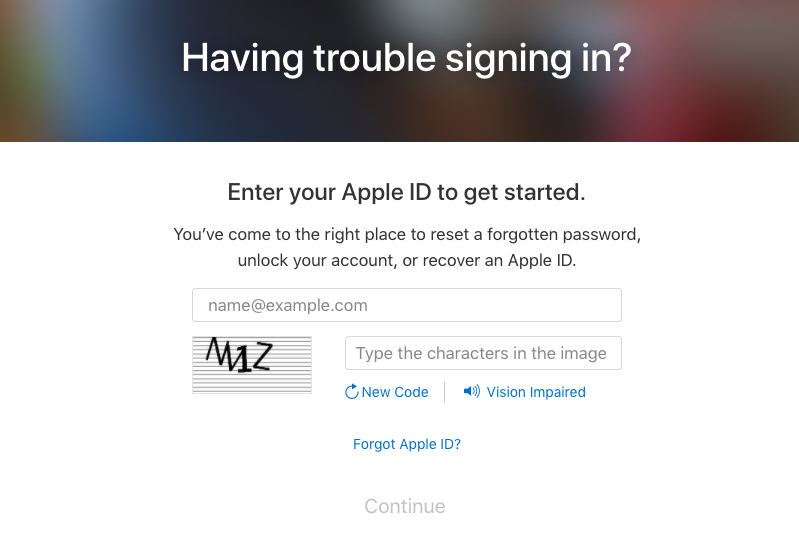 Having trouble signing in?
Enter your Apple ID to get started.
You’ve come to the right place to reset a forgotten password,
unlock your account, or recover an Apple ID.
name@example.com
Type the characters in the image
New Code
Vision Impaired
Forgot Apple ID?
Continue